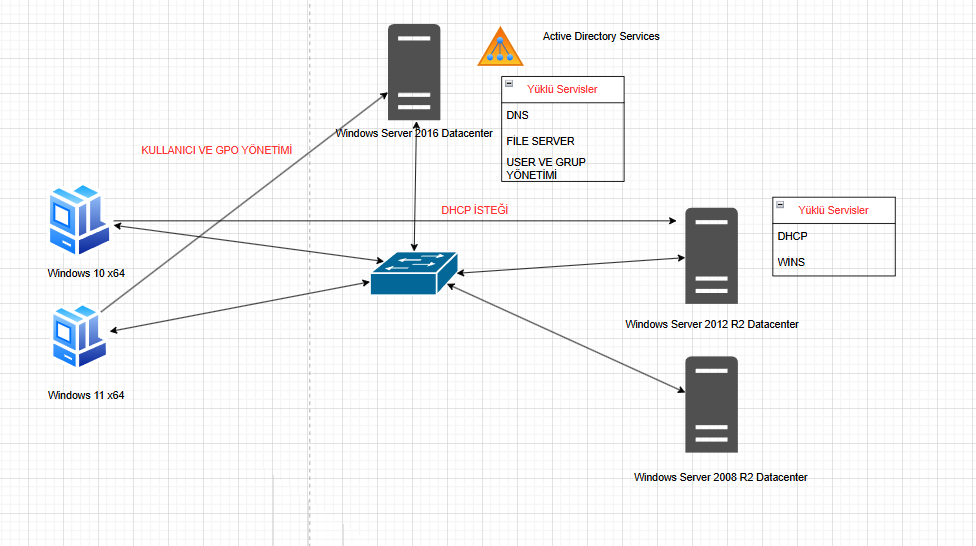 Active Directory Services
Yüklü Servisler
DNS
FİLE SERVER
USER VE GRUP
YÖNETİMİ
Windows Server 2016 Datacenter
KULLANICI VE GPO YÖNETİMİ
DHCP İSTEĞİ
Yüklü Servisler
DHCP
WINS
Windows 10 x64
Windows Server 2012 R2 Datacenter
Windows 11 x64
Windows Server 2008 R2 Datacenter